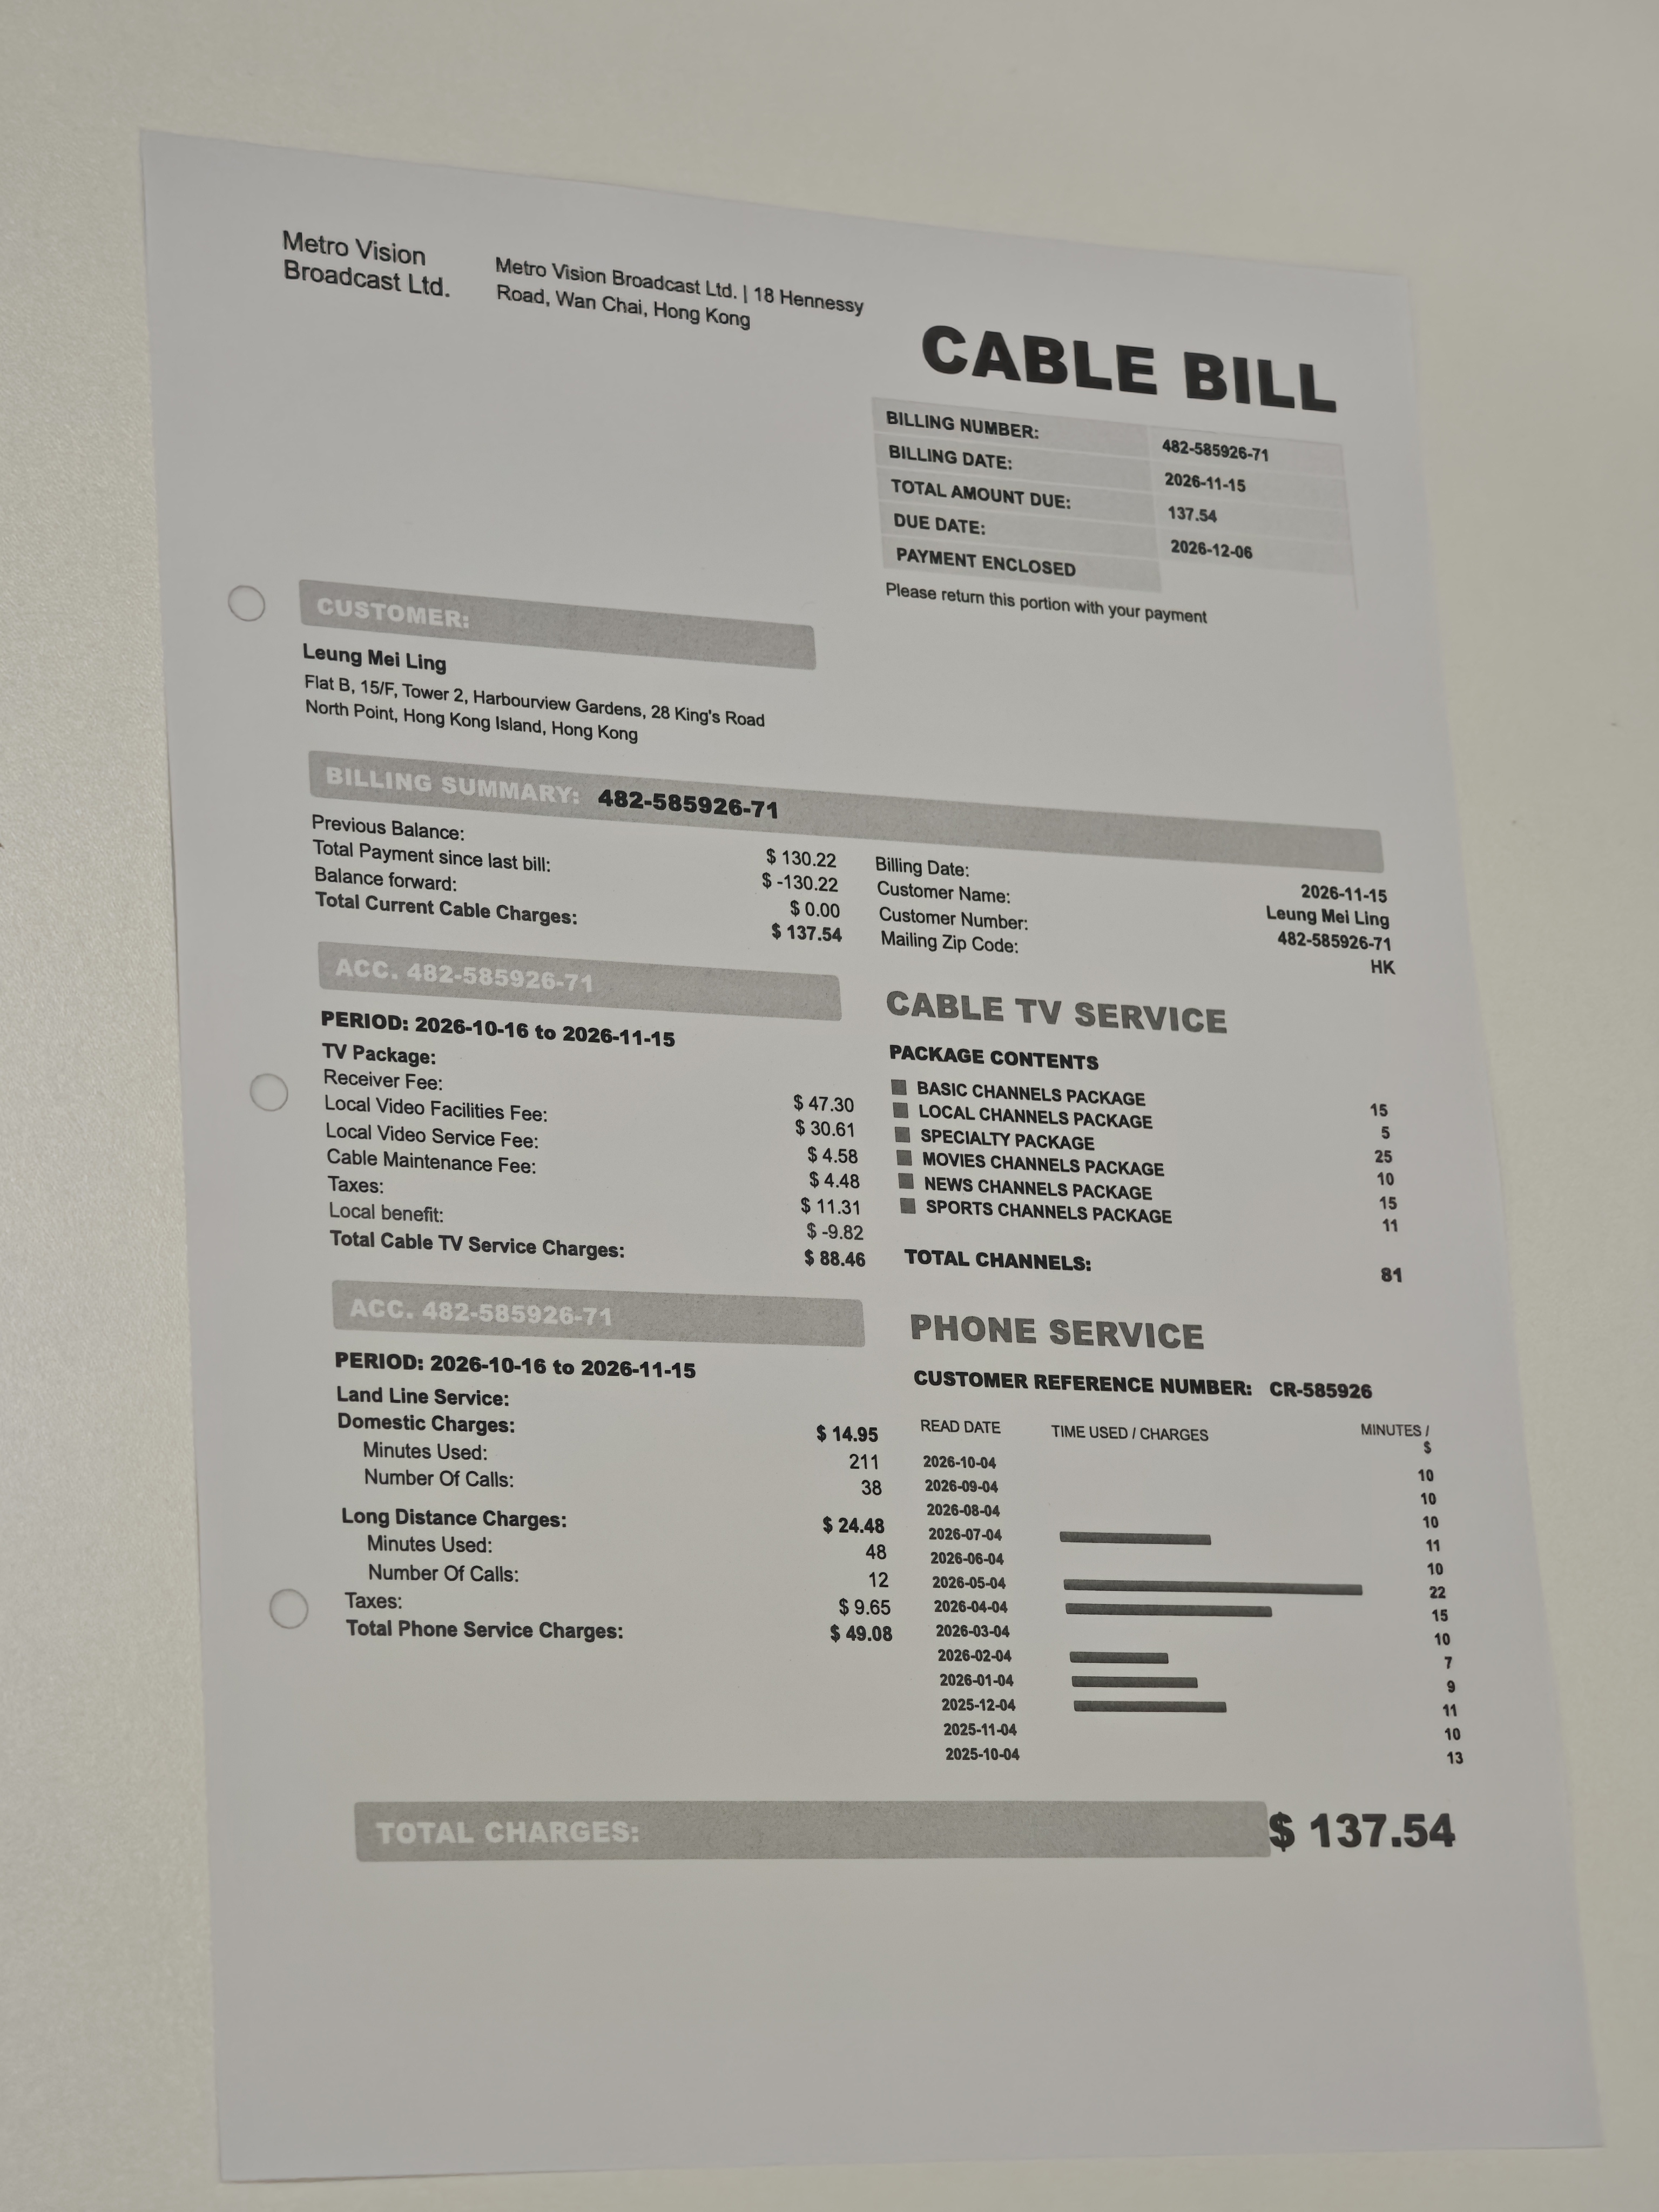 Metro Vision
Broadcast Ltd.
Metro Vision Broadcast Ltd. | 18 Hennessy
Road, Wan Chai, Hong Kong
CABLE BILL
BILLING NUMBER: 482-585926-71
BILLING DATE: 2026-11-15
TOTAL AMOUNT DUE: 137.54
DUE DATE: 2026-12-06
PAYMENT ENCLOSED
Please return this portion with your payment
CUSTOMER:
Leung Mei Ling
Flat B, 15/F, Tower 2, Harbourview Gardens, 28 King's Road
North Point, Hong Kong Island, Hong Kong
BILLING SUMMARY: 482-585926-71
Previous Balance: $ 130.22
Total Payment since last bill: $ -130.22
Balance forward: $ 0.00
Total Current Cable Charges: $ 137.54
Billing Date: 2026-11-15
Customer Name: Leung Mei Ling
Customer Number: 482-585926-71
Mailing Zip Code: HK
ACC. 482-585926-71
PERIOD: 2026-10-16 to 2026-11-15
TV Package:
Receiver Fee: $ 47.30
Local Video Facilities Fee: $ 30.61
Local Video Service Fee: $ 4.58
Cable Maintenance Fee: $ 4.48
Taxes: $ 11.31
Local benefit: $ -9.82
Total Cable TV Service Charges: $ 88.46
CABLE TV SERVICE
PACKAGE CONTENTS
BASIC CHANNELS PACKAGE 15
LOCAL CHANNELS PACKAGE 5
SPECIALTY PACKAGE 25
MOVIES CHANNELS PACKAGE 10
NEWS CHANNELS PACKAGE 15
SPORTS CHANNELS PACKAGE 11
TOTAL CHANNELS: 81
ACC. 482-585926-71
PERIOD: 2026-10-16 to 2026-11-15
Land Line Service:
Domestic Charges: $ 14.95
Minutes Used: 211
Number Of Calls: 38
Long Distance Charges: $ 24.48
Minutes Used: 48
Number Of Calls: 12
Taxes: $ 9.65
Total Phone Service Charges: $ 49.08
PHONE SERVICE
CUSTOMER REFERENCE NUMBER: CR-585926
READ DATE TIME USED / CHARGES MINUTES /
$
2026-10-04 10
2026-09-04 10
2026-08-04 10
2026-07-04 11
2026-06-04 10
2026-05-04 22
2026-04-04 15
2026-03-04 10
2026-02-04 7
2026-01-04 9
2025-12-04 11
2025-11-04 10
2025-10-04 13
TOTAL CHARGES: $ 137.54